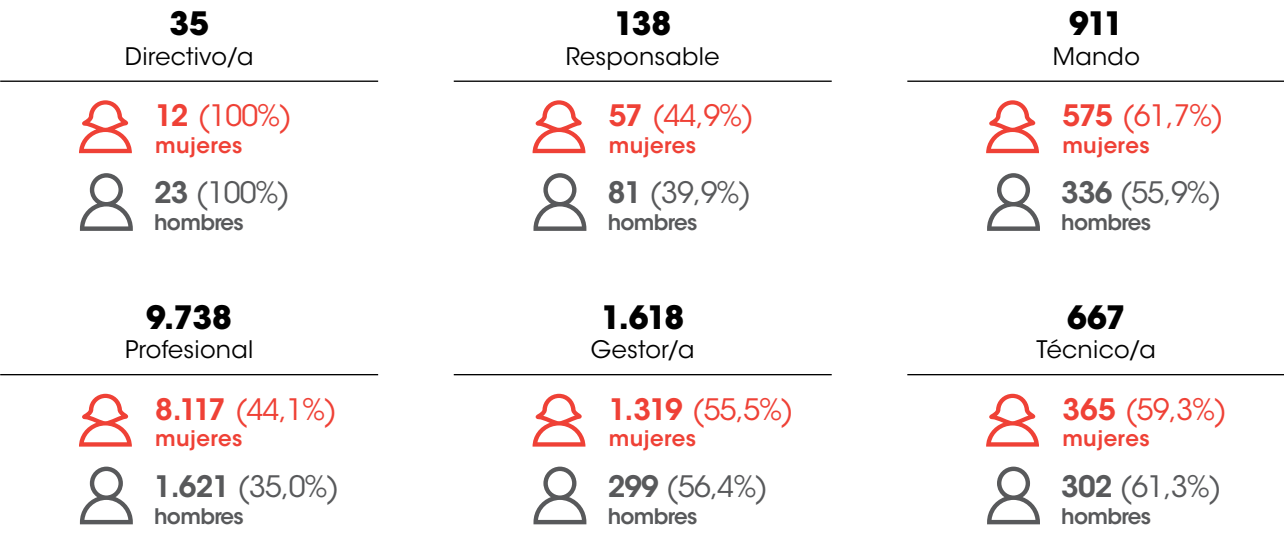 35
Directivo/a
12 (100%)
mujeres
23 (100%)
hombres
138
Responsable
57 (44,9%)
mujeres
81 (39,9%)
hombres
911
Mando
575 (61,7%)
mujeres
336 (55,9%)
hombres
9.738
Profesional
8.117 (44,1%)
mujeres
1.621 (35,0%)
hombres
1.618
Gestor/a
1.319 (55,5%)
mujeres
299 (56,4%)
hombres
667
Técnico/a
365 (59,3%)
mujeres
302 (61,3%)
hombres